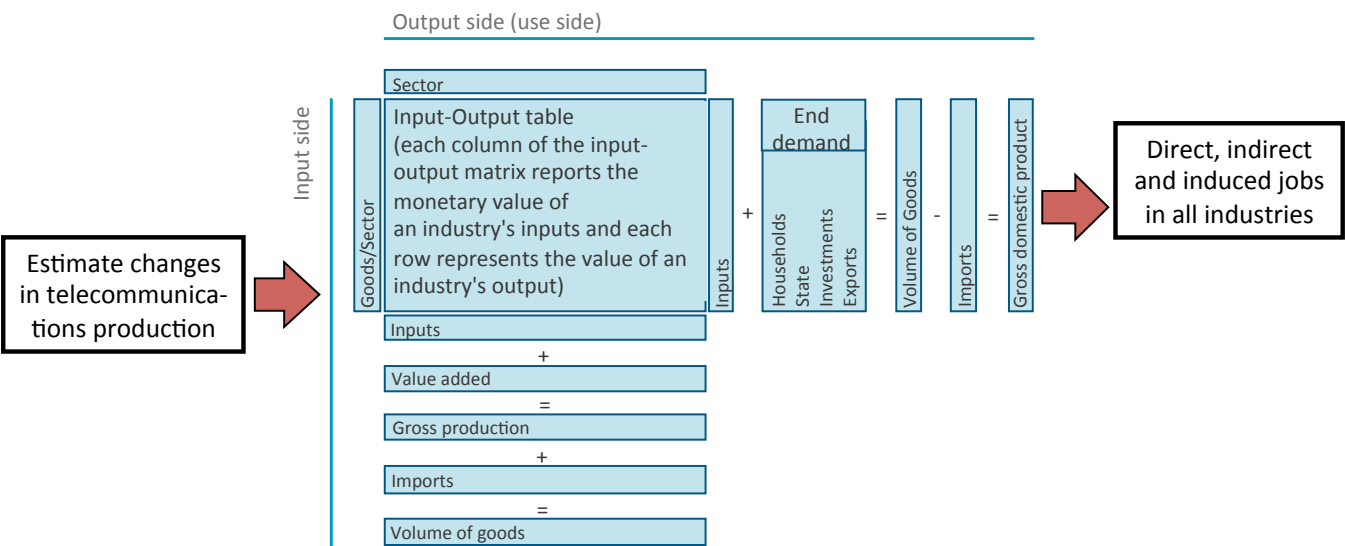 Output side (use side)
Sector
Input side
Goods/Sector
Input-Output table
(each column of the input-
output matrix reports the
monetary value of
an industry's inputs and each
row represents the value of an
industry's output)
Inputs
+
End
demand
Households
State
Investments
Exports
=
Volume of Goods
-
Imports
=
Gross domestic product
Direct, indirect
and induced jobs
in all industries
Estimate changes
in telecommunica-
tions production
Inputs
+
Value added
=
Gross production
+
Imports
=
Volume of goods